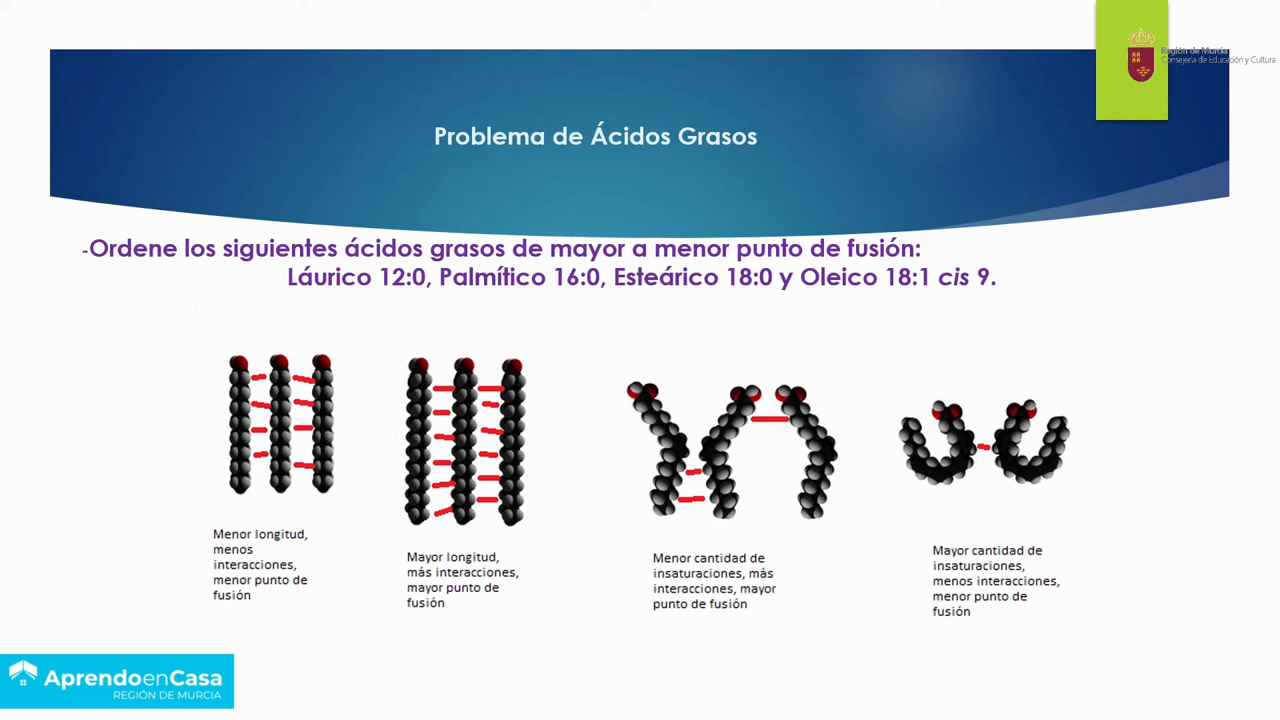 Región de Murcia
Consejería de Educación y Cultura
Problema de Ácidos Grasos
-Ordene los siguientes ácidos grasos de mayor a menor punto de fusión:
Láurico 12:0, Palmítico 16:0, Esteárico 18:0 y Oleico 18:1 cis 9.
Menor longitud,
menos
interacciones,
menor punto de
fusión
Mayor longitud,
más interacciones,
mayor punto de
fusión
Menor cantidad de
insaturaciones, más
interacciones, mayor
punto de fusión
Mayor cantidad de
insaturaciones,
menos interacciones,
menor punto de
fusión
AprendoenCasa
REGIÓN DE MURCIA